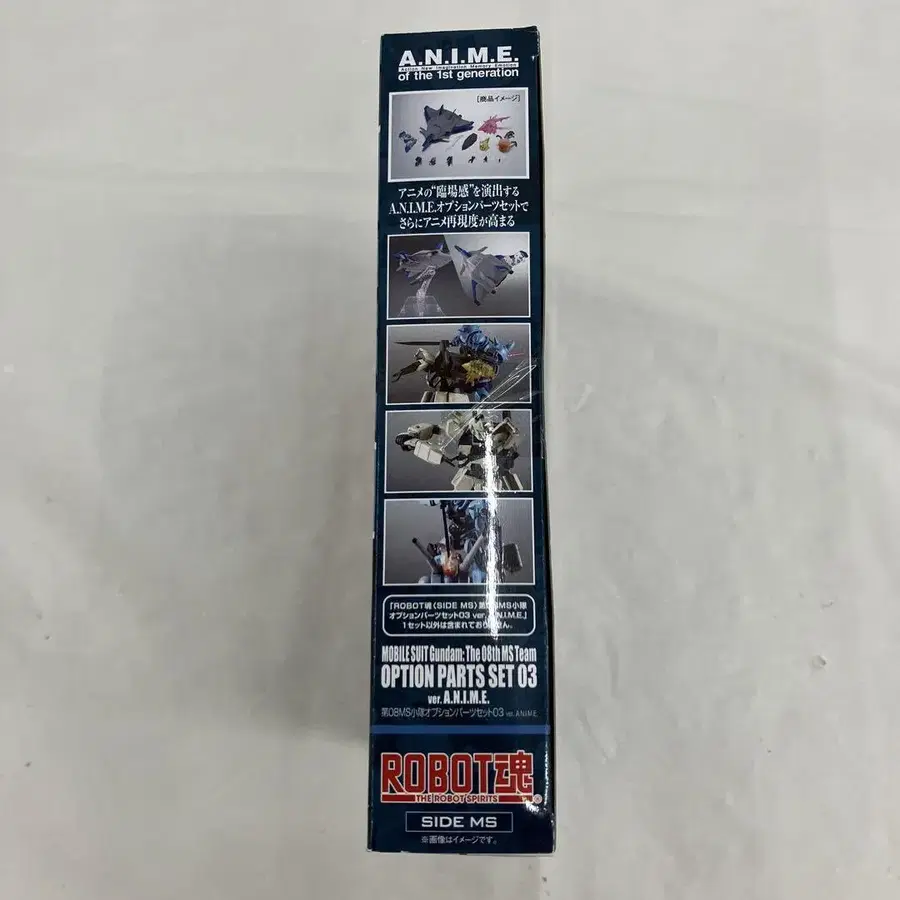 A.N.I.M.E.
Action New Imagination Memory Emotion
of the 1st generation
[商品イメージ]
アニメの“臨場感”を演出する
A.N.I.M.E.オプションパーツセットで
さらにアニメ再現度が高まる
「ROBOT魂〈SIDE MS〉第08MS小隊
オプションパーツセット03 ver. A.N.I.M.E.」
1セット以外は含まれておりません。
MOBILE SUIT Gundam: The 08th MS Team
OPTION PARTS SET 03
ver. A.N.I.M.E.
第08MS小隊オプションパーツセット03 ver. A.N.I.M.E.
ROBOT魂
THE ROBOT SPIRITS
SIDE MS
※画像はイメージです。